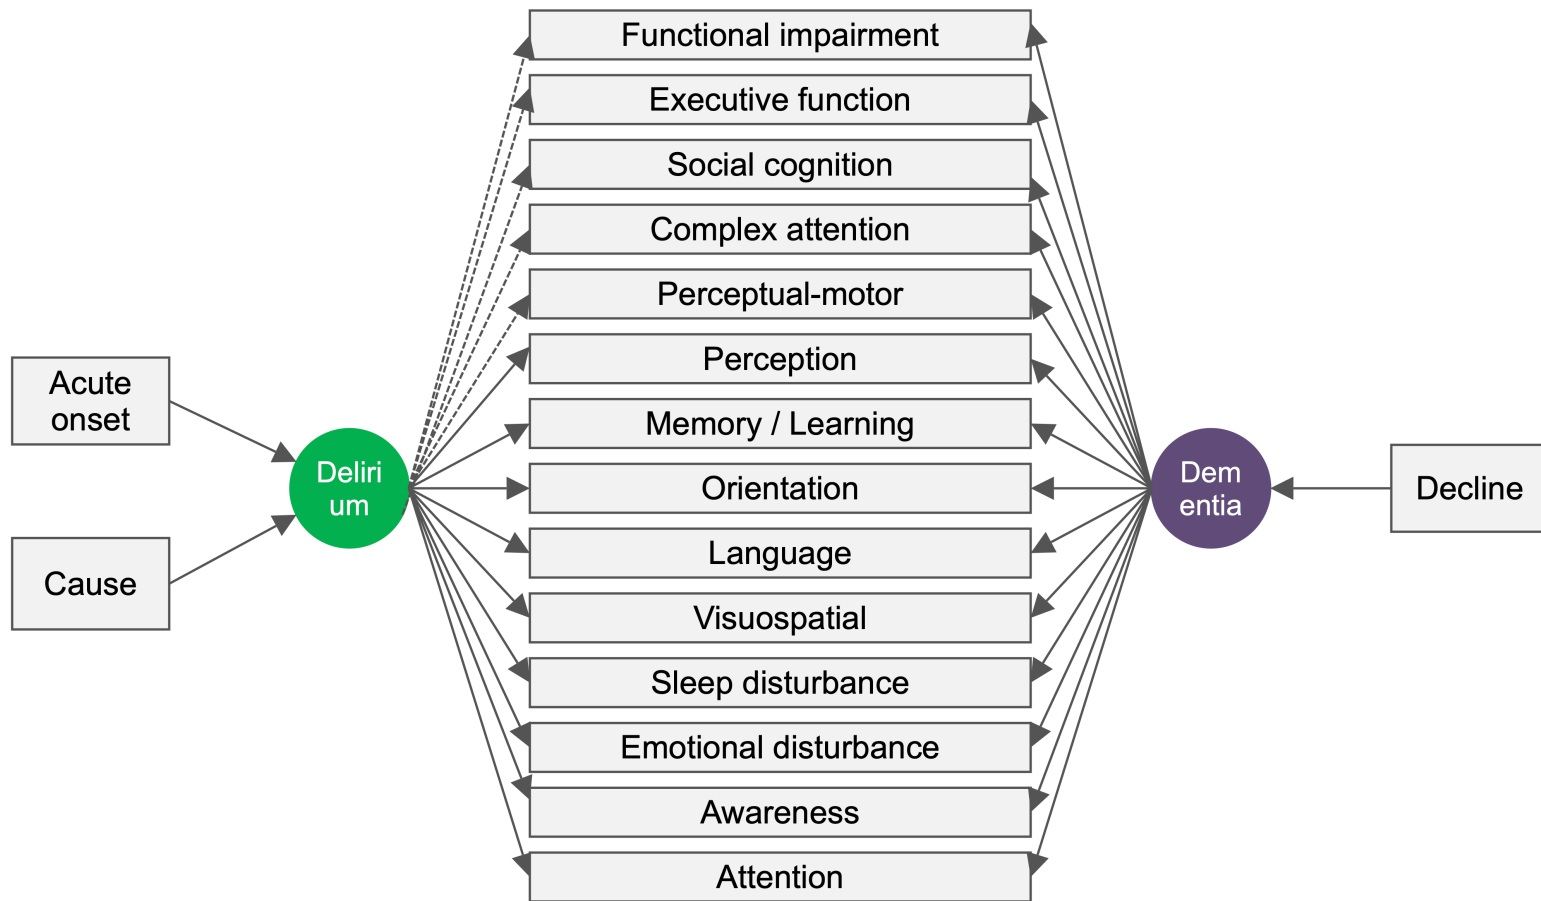 Functional impairment
Executive function
Social cognition
Complex attention
Perceptual-motor
Perception
Memory / Learning
Orientation
Language
Visuospatial
Sleep disturbance
Emotional disturbance
Awareness
Attention
Acute
onset
Cause
Deliri
um
Dem
entia
Decline